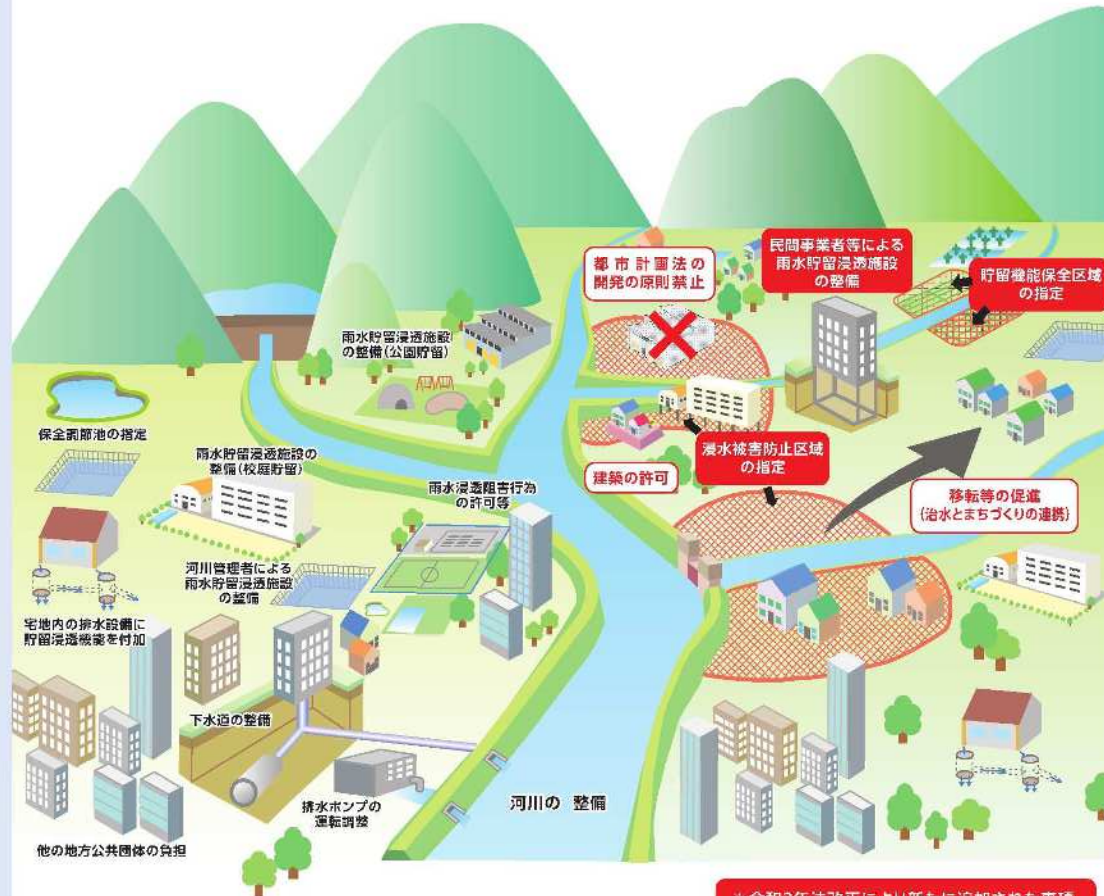 都市計画法の
開発の原則禁止
民間事業者等による
雨水貯留浸透施設
の整備
貯留機能保全区域
の指定
雨水貯留浸透施設
の整備(公園貯留)
保全調節池の指定
雨水貯留浸透施設の
整備(校庭貯留)
雨水浸透阻害行為
の許可等
建築の許可
浸水被害防止区域
の指定
移転等の促進
(治水とまちづくりの連携)
河川管理者による
雨水貯留浸透施設
の整備
宅地内の排水設備に
貯留浸透機能を付加
下水道の整備
排水ポンプの
運転調整
河川の 整備
他の地方公共団体の負担